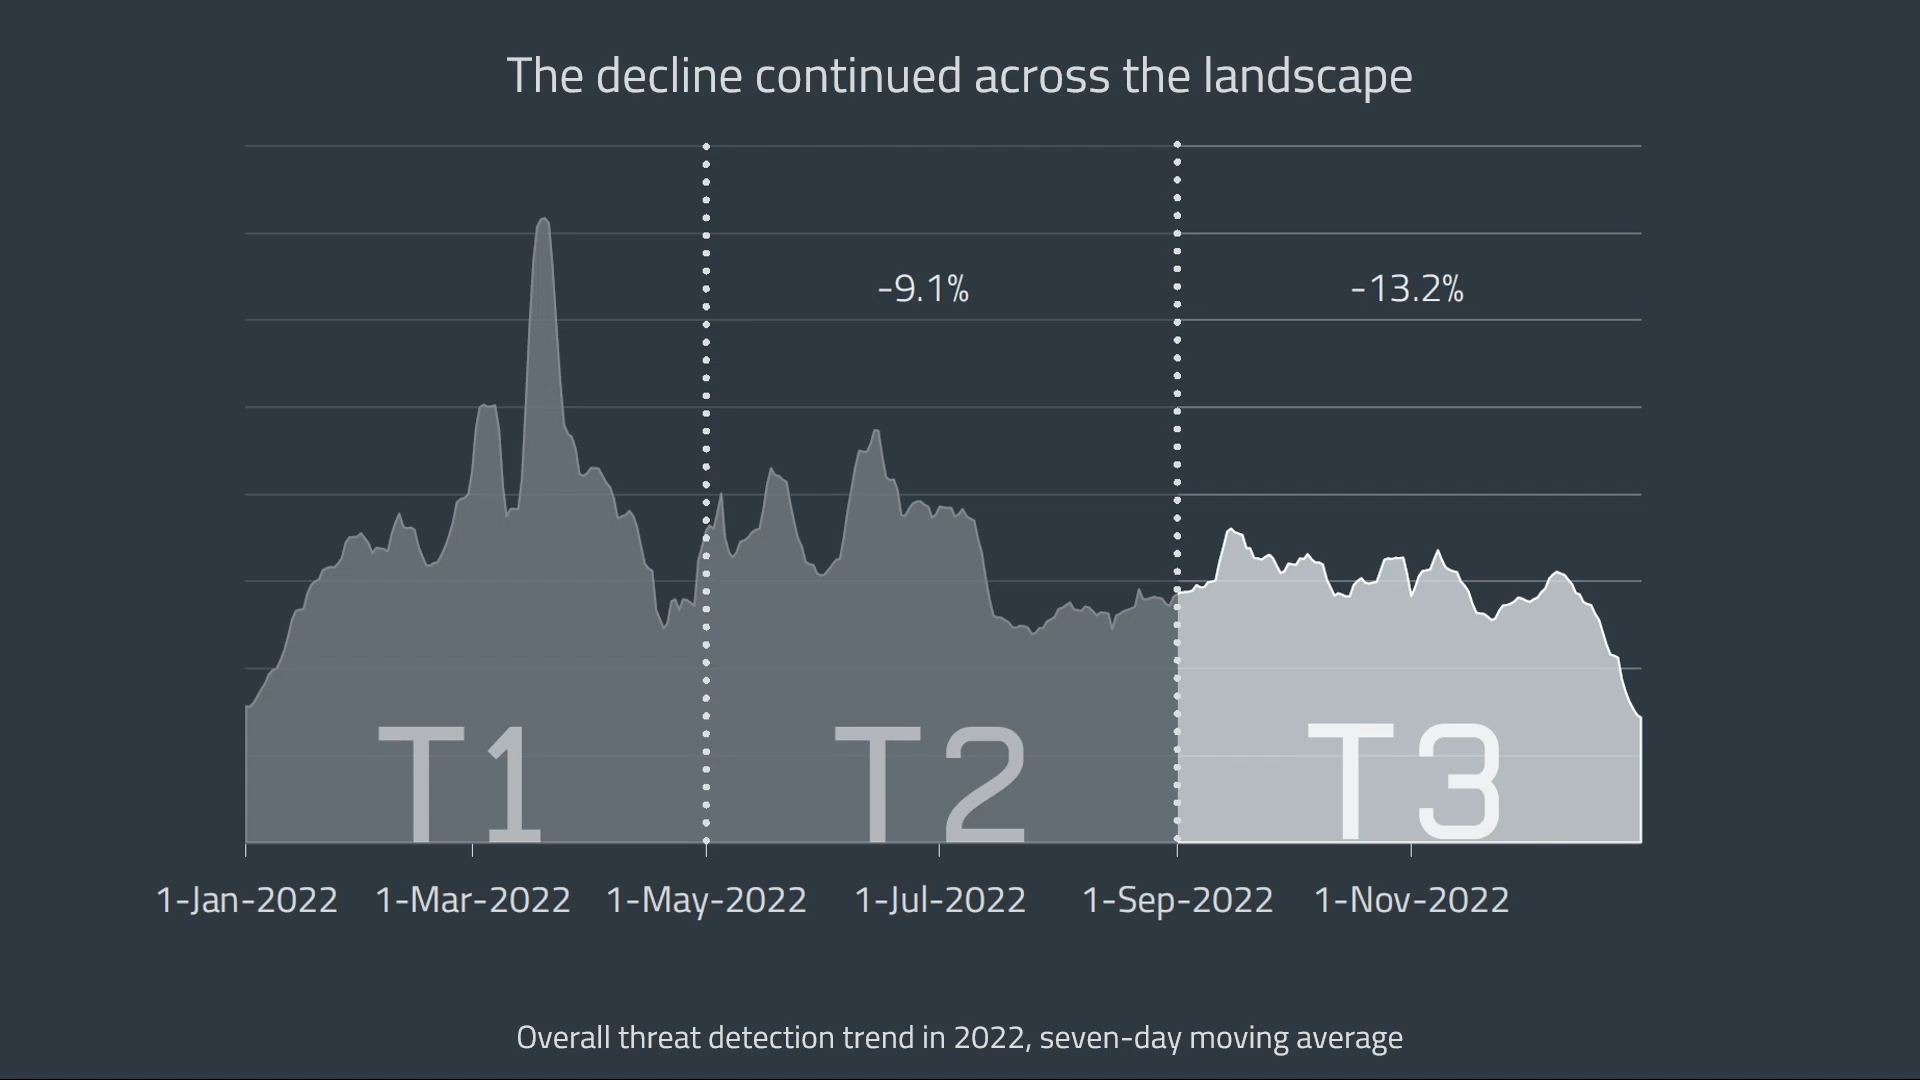 The decline continued across the landscape
-9.1%
-13.2%
T1
T2
T3
1-Jan-2022
1-Mar-2022
1-May-2022
1-Jul-2022
1-Sep-2022
1-Nov-2022
Overall threat detection trend in 2022, seven-day moving average